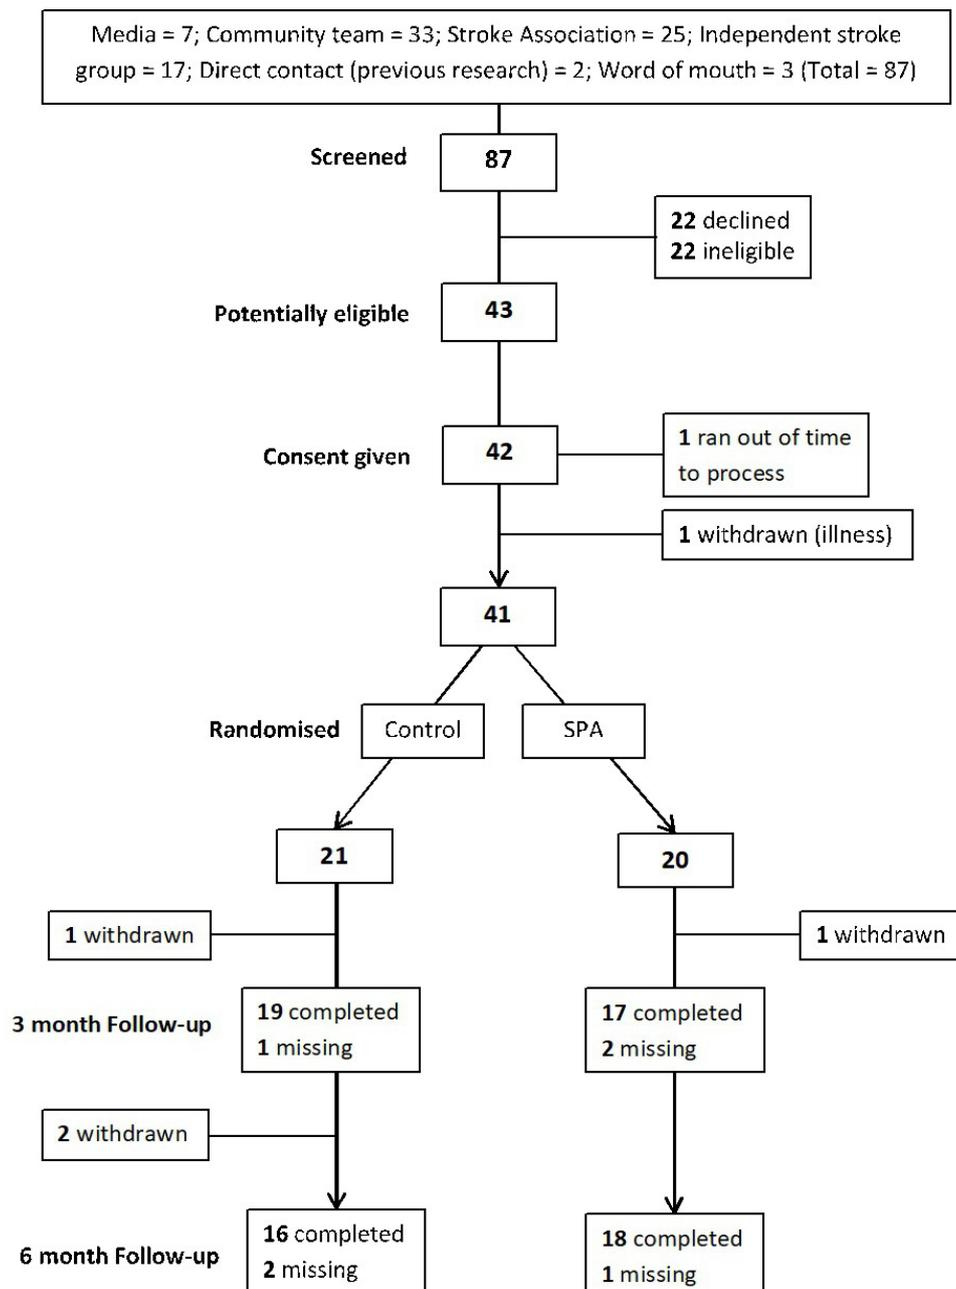 Media = 7; Community team = 33; Stroke Association = 25; Independent stroke
group = 17; Direct contact (previous research) = 2; Word of mouth = 3 (Total = 87)
Screened
87
22 declined
22 ineligible
Potentially eligible
43
Consent given
42
1 ran out of time
to process
1 withdrawn (illness)
41
Randomised
Control
SPA
21
20
1 withdrawn
1 withdrawn
3 month Follow-up
19 completed
1 missing
17 completed
2 missing
2 withdrawn
6 month Follow-up
16 completed
2 missing
18 completed
1 missing